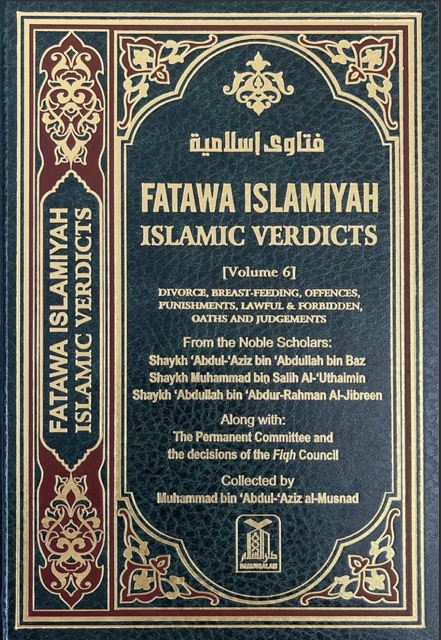 فتاوى إسلامية
FATAWA ISLAMIYAH
ISLAMIC VERDICTS
[Volume 6]
DIVORCE, BREAST-FEEDING, OFFENCES,
PUNISHMENTS, LAWFUL & FORBIDDEN,
OATHS AND JUDGEMENTS
From the Noble Scholars:
Shaykh ‘Abdul-‘Aziz bin ‘Abdullah bin Baz
Shaykh Muhammad bin Salih Al-‘Uthaimin
Shaykh ‘Abdullah bin ‘Abdur-Rahman Al-Jibreen
Along with:
The Permanent Committee and
the decisions of the Fiqh Council
Collected by
Muhammad bin ‘Abdul-‘Aziz al-Musnad
دارالسلام
DARUSSALAM
FATAWA ISLAMIYAH
ISLAMIC VERDICTS